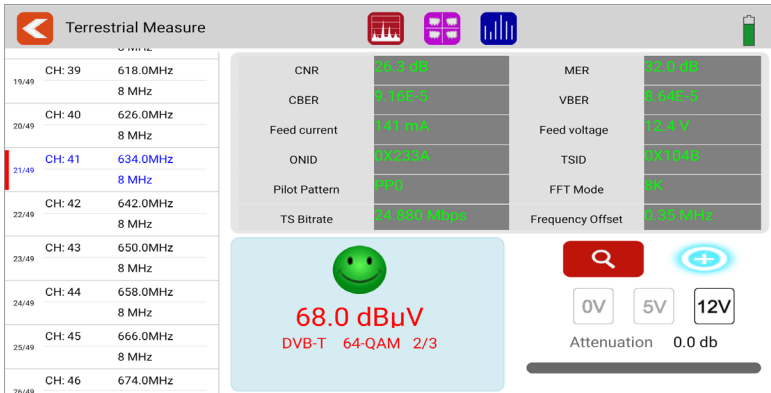 Terrestrial Measure
8 MHz
19/49 CH: 39 618.0MHz
8 MHz
20/49 CH: 40 626.0MHz
8 MHz
21/49 CH: 41 634.0MHz
8 MHz
22/49 CH: 42 642.0MHz
8 MHz
23/49 CH: 43 650.0MHz
8 MHz
24/49 CH: 44 658.0MHz
8 MHz
25/49 CH: 45 666.0MHz
8 MHz
26/49 CH: 46 674.0MHz
CNR 26.3 dB MER 32.0 dB
CBER 9.16E-5 VBER 8.64E-5
Feed current 141 mA Feed voltage 12.4 V
ONID 0X233A TSID 0X104B
Pilot Pattern PP0 FFT Mode 8K
TS Bitrate 24.880 Mbps Frequency Offset 0.35 MHz
68.0 dBµV
DVB-T 64-QAM 2/3
0V 5V 12V
Attenuation 0.0 db